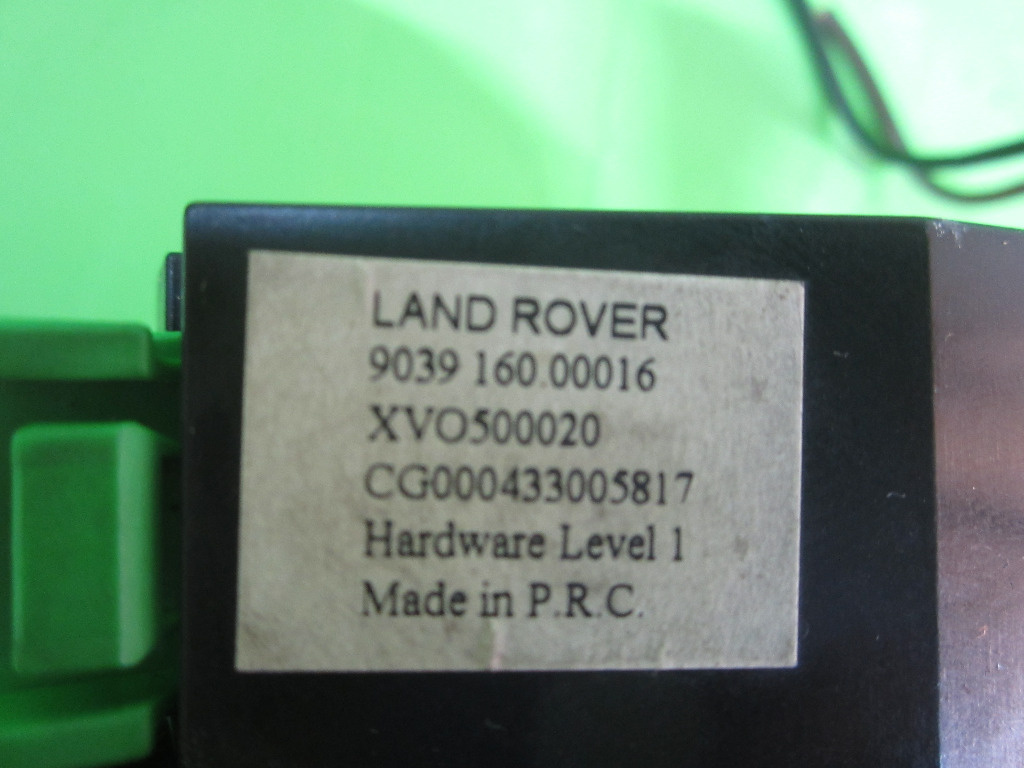 LAND ROVER
9039 160.00016
XVO500020
CG000433005817
Hardware Level 1
Made in P.R.C.